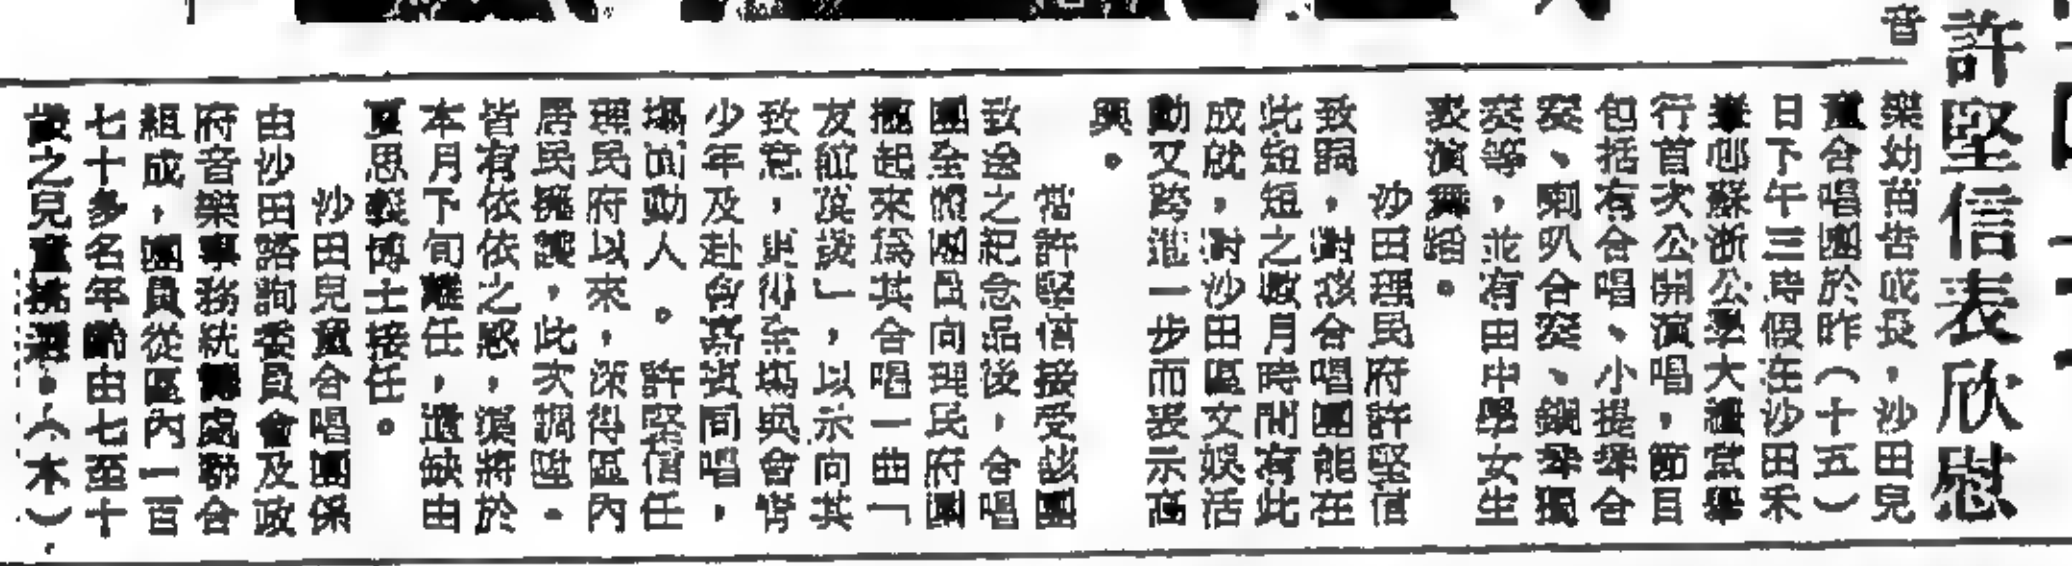 許堅信表欣慰
音
樂幼苗茁成長，沙田兒
童合唱團於昨（十五）
日下午三時假在沙田禾
輋鄉蘇浙公學大禮堂舉
行首次公開演唱，節目
包括有合唱、小提琴合
奏、喇叭合奏、鋼琴獨
奏等，並有由中學女生
表演舞蹈。
沙田理民府許堅信
致詞，對該合唱團能在
此短短之數月時間有此
成就，對沙田區文娛活
動又跨進一步而表示高
興。
當許堅信接受該團
致送之紀念品後，合唱
團全體團員向理民府團
起來為其合唱一曲「
友誼萬歲」，以示向其
致意，更得全場與會
少年及赴會嘉賓同唱，
場面動人。許堅信任
理民府以來，深得區內
居民擁護，此次調陞，
皆有依依之感，渠將於
本月下旬離任，遺缺由
夏思義博士接任。
沙田兒童合唱團係
由沙田諮詢委員會及政
府音樂事務統籌處聯合
組成，團員從區內一百
七十多名年齡由七至十
歲之兒童挑選。（木）